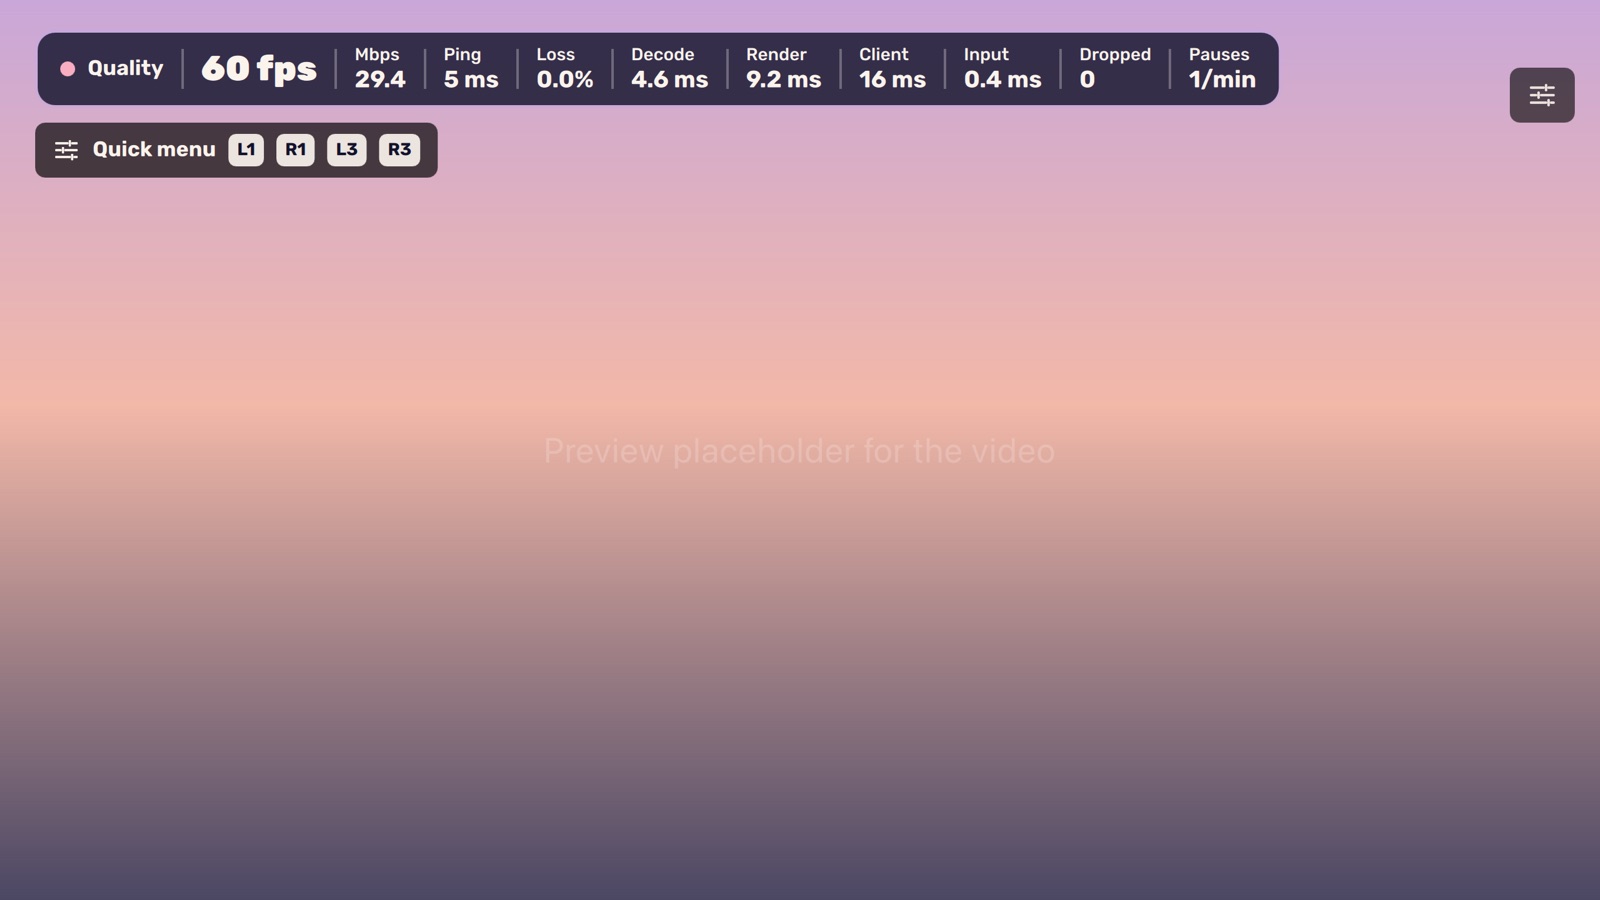 Quality 60 fps
Mbps Ping Loss Decode Render Client Input Dropped Pauses
29.4 5 ms 0.0% 4.6 ms 9.2 ms 16 ms 0.4 ms 0 1/min
Quick menu L1 R1 L3 R3
Preview placeholder for the video